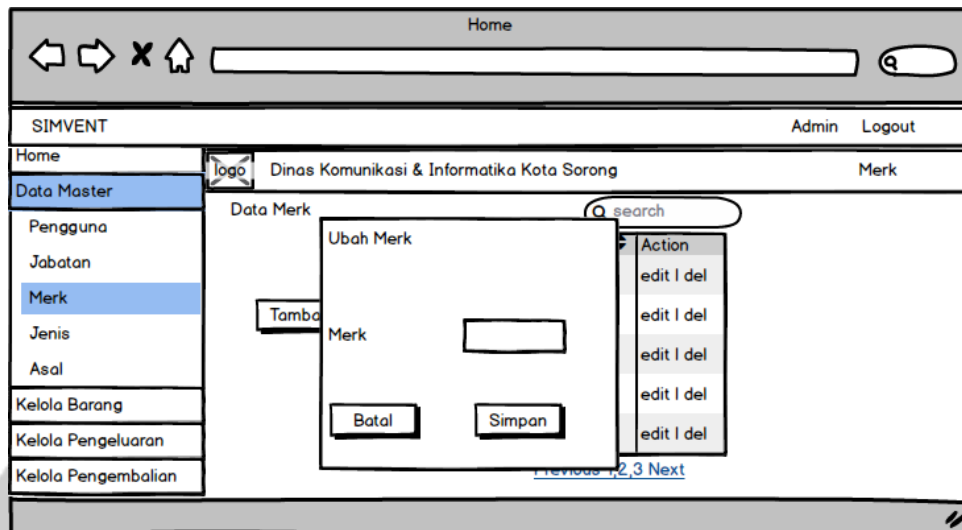 Home
SIMVENT
Admin Logout
Home
logo Dinas Komunikasi & Informatika Kota Sorong Merk
Data Master
Pengguna
Jabatan
Merk
Jenis
Asal
Kelola Barang
Kelola Pengeluaran
Kelola Pengembalian
Data Merk
search
Action
edit | del
edit | del
edit | del
edit | del
edit | del
Tamba
Ubah Merk
Merk
Batal Simpan
Previous 1,2,3 Next